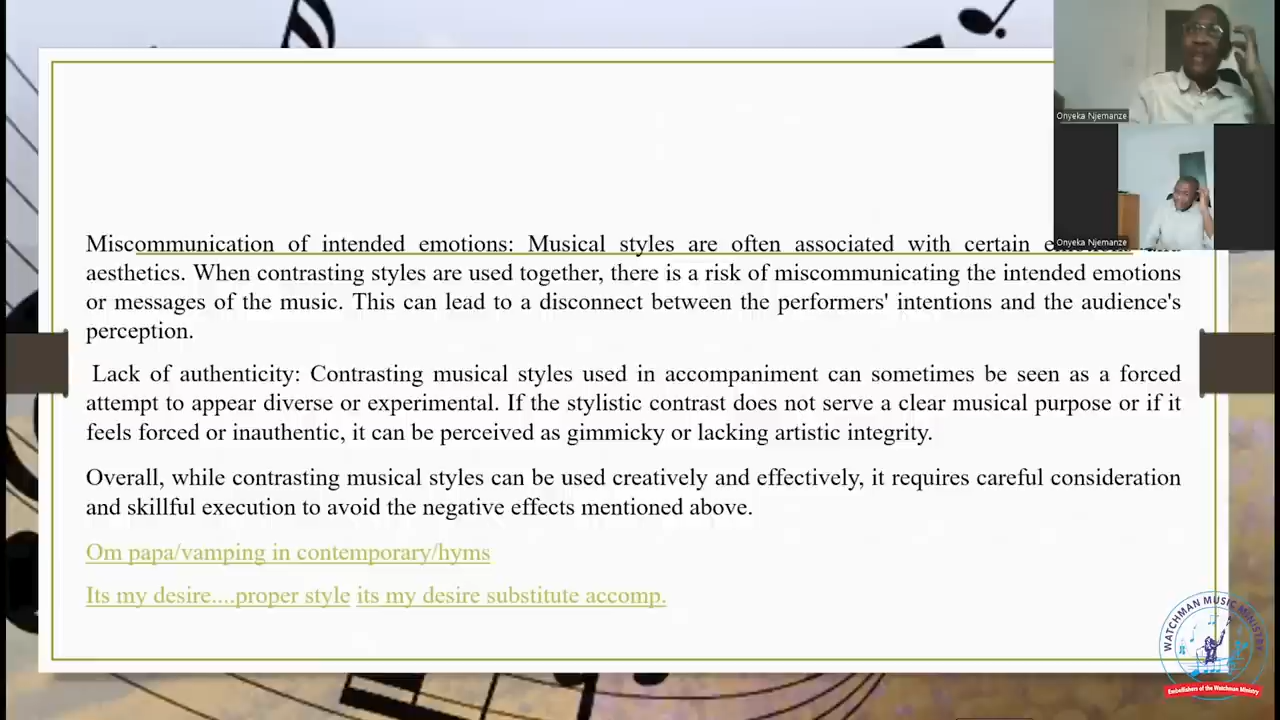 Onyeka Njemanze
Onyeka Njemanze
Miscommunication of intended emotions: Musical styles are often associated with certain
aesthetics. When contrasting styles are used together, there is a risk of miscommunicating the intended emotions
or messages of the music. This can lead to a disconnect between the performers' intentions and the audience's
perception.
Lack of authenticity: Contrasting musical styles used in accompaniment can sometimes be seen as a forced
attempt to appear diverse or experimental. If the stylistic contrast does not serve a clear musical purpose or if it
feels forced or inauthentic, it can be perceived as gimmicky or lacking artistic integrity.
Overall, while contrasting musical styles can be used creatively and effectively, it requires careful consideration
and skillful execution to avoid the negative effects mentioned above.
Om papa/vamping in contemporary/hyms
Its my desire....proper style its my desire substitute accomp.
WATCHMAN MUSIC MINISTRY
Embellishers of the Watchman Ministry